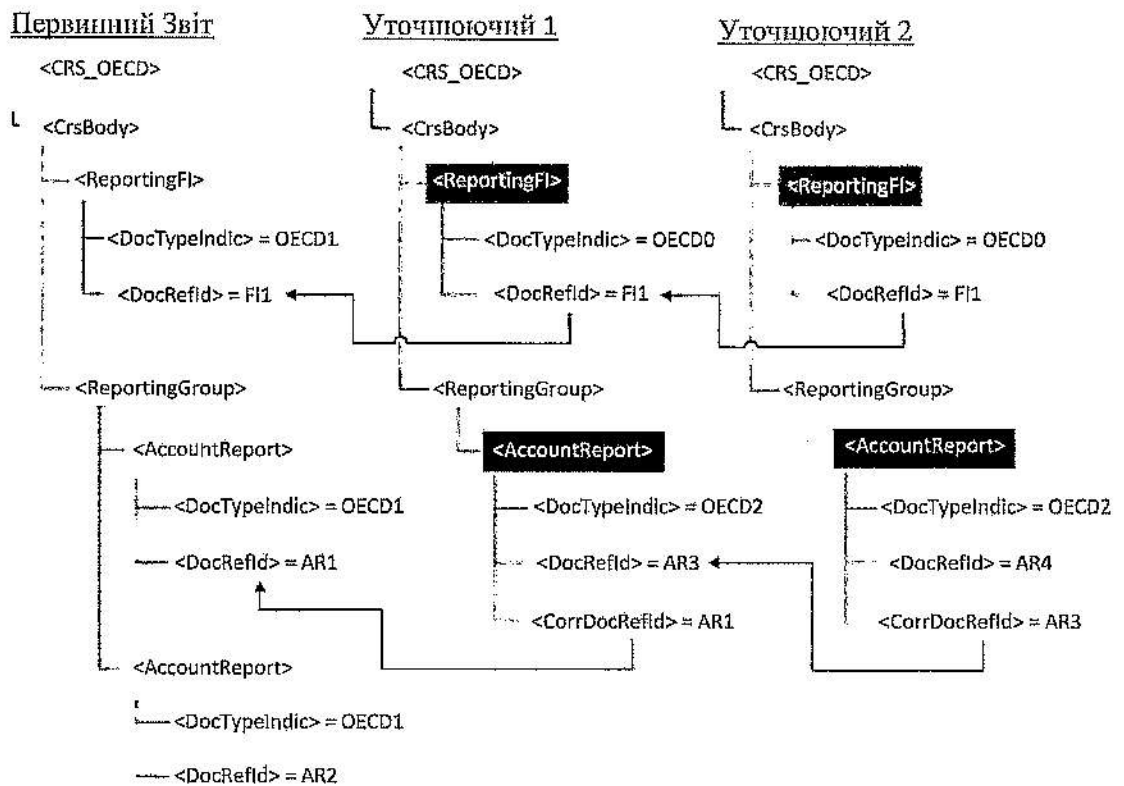 Первинний Звіт
<CRS_OECD>
<CrsBody>
<ReportingFI>
<DocTypeIndic> = OECD1
<DocRefId> = FI1
<ReportingGroup>
<AccountReport>
<DocTypeIndic> = OECD1
<DocRefId> = AR1
<AccountReport>
<DocTypeIndic> = OECD1
<DocRefId> = AR2
Уточнюючий 1
<CRS_OECD>
<CrsBody>
<ReportingFI>
<DocTypeIndic> = OECD0
<DocRefId> = FI1
<ReportingGroup>
<AccountReport>
<DocTypeIndic> = OECD2
<DocRefId> = AR3
<CorrDocRefId> = AR1
Уточнюючий 2
<CRS_OECD>
<CrsBody>
<ReportingFI>
<DocTypeIndic> = OECD0
<DocRefId> = FI1
<ReportingGroup>
<AccountReport>
<DocTypeIndic> = OECD2
<DocRefId> = AR4
<CorrDocRefId> = AR3